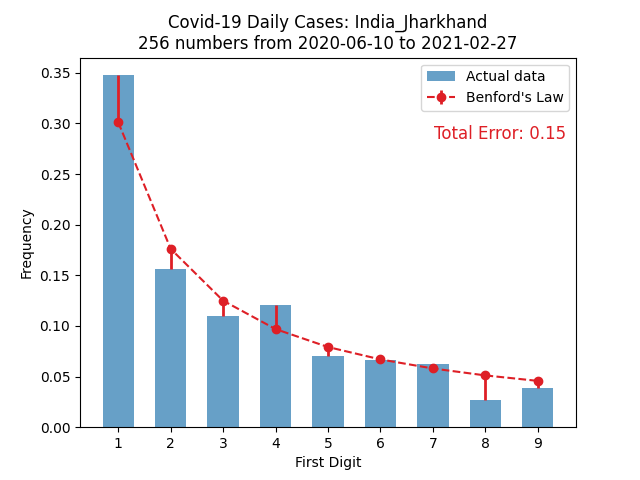 Covid-19 Daily Cases: India_Jharkhand
256 numbers from 2020-06-10 to 2021-02-27
Actual data
Benford's Law
Total Error: 0.15
Frequency
0.35
0.30
0.25
0.20
0.15
0.10
0.05
0.00
1 2 3 4 5 6 7 8 9
First Digit